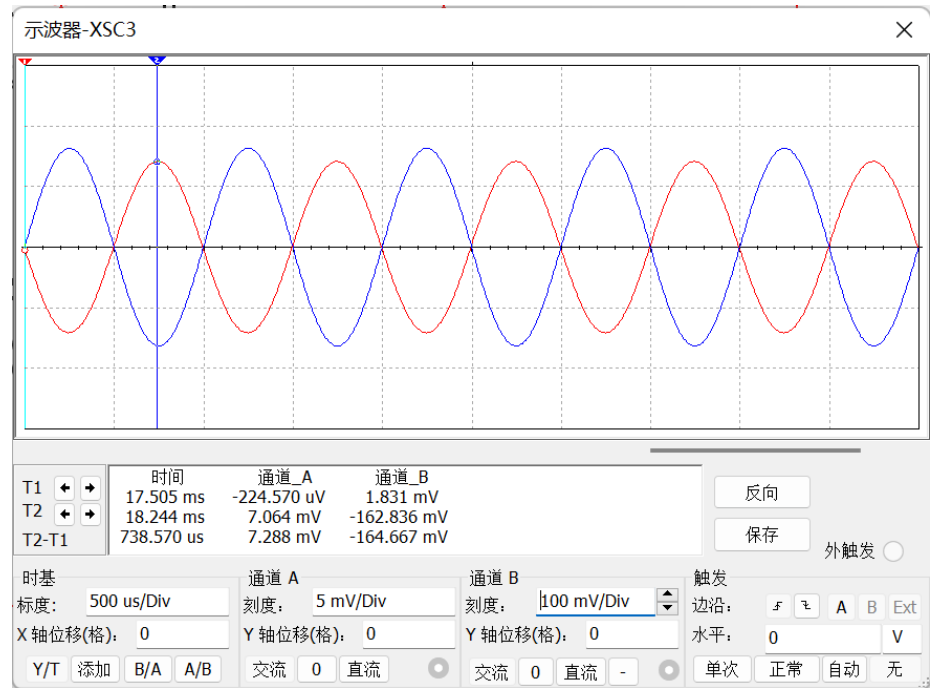 示波器-XSC3
1 2
时间 通道_A 通道_B
T1 17.505 ms -224.570 uV 1.831 mV
T2 18.244 ms 7.064 mV -162.836 mV
T2-T1 738.570 us 7.288 mV -164.667 mV
反向
保存
外触发
时基 通道 A 通道 B 触发
标度: 500 us/Div 刻度: 5 mV/Div 刻度: 100 mV/Div 边沿: A B Ext
X 轴位移(格): 0 Y 轴位移(格): 0 Y 轴位移(格): 0 水平: 0 V
Y/T 添加 B/A A/B 交流 0 直流 交流 0 直流 - 单次 正常 自动 无